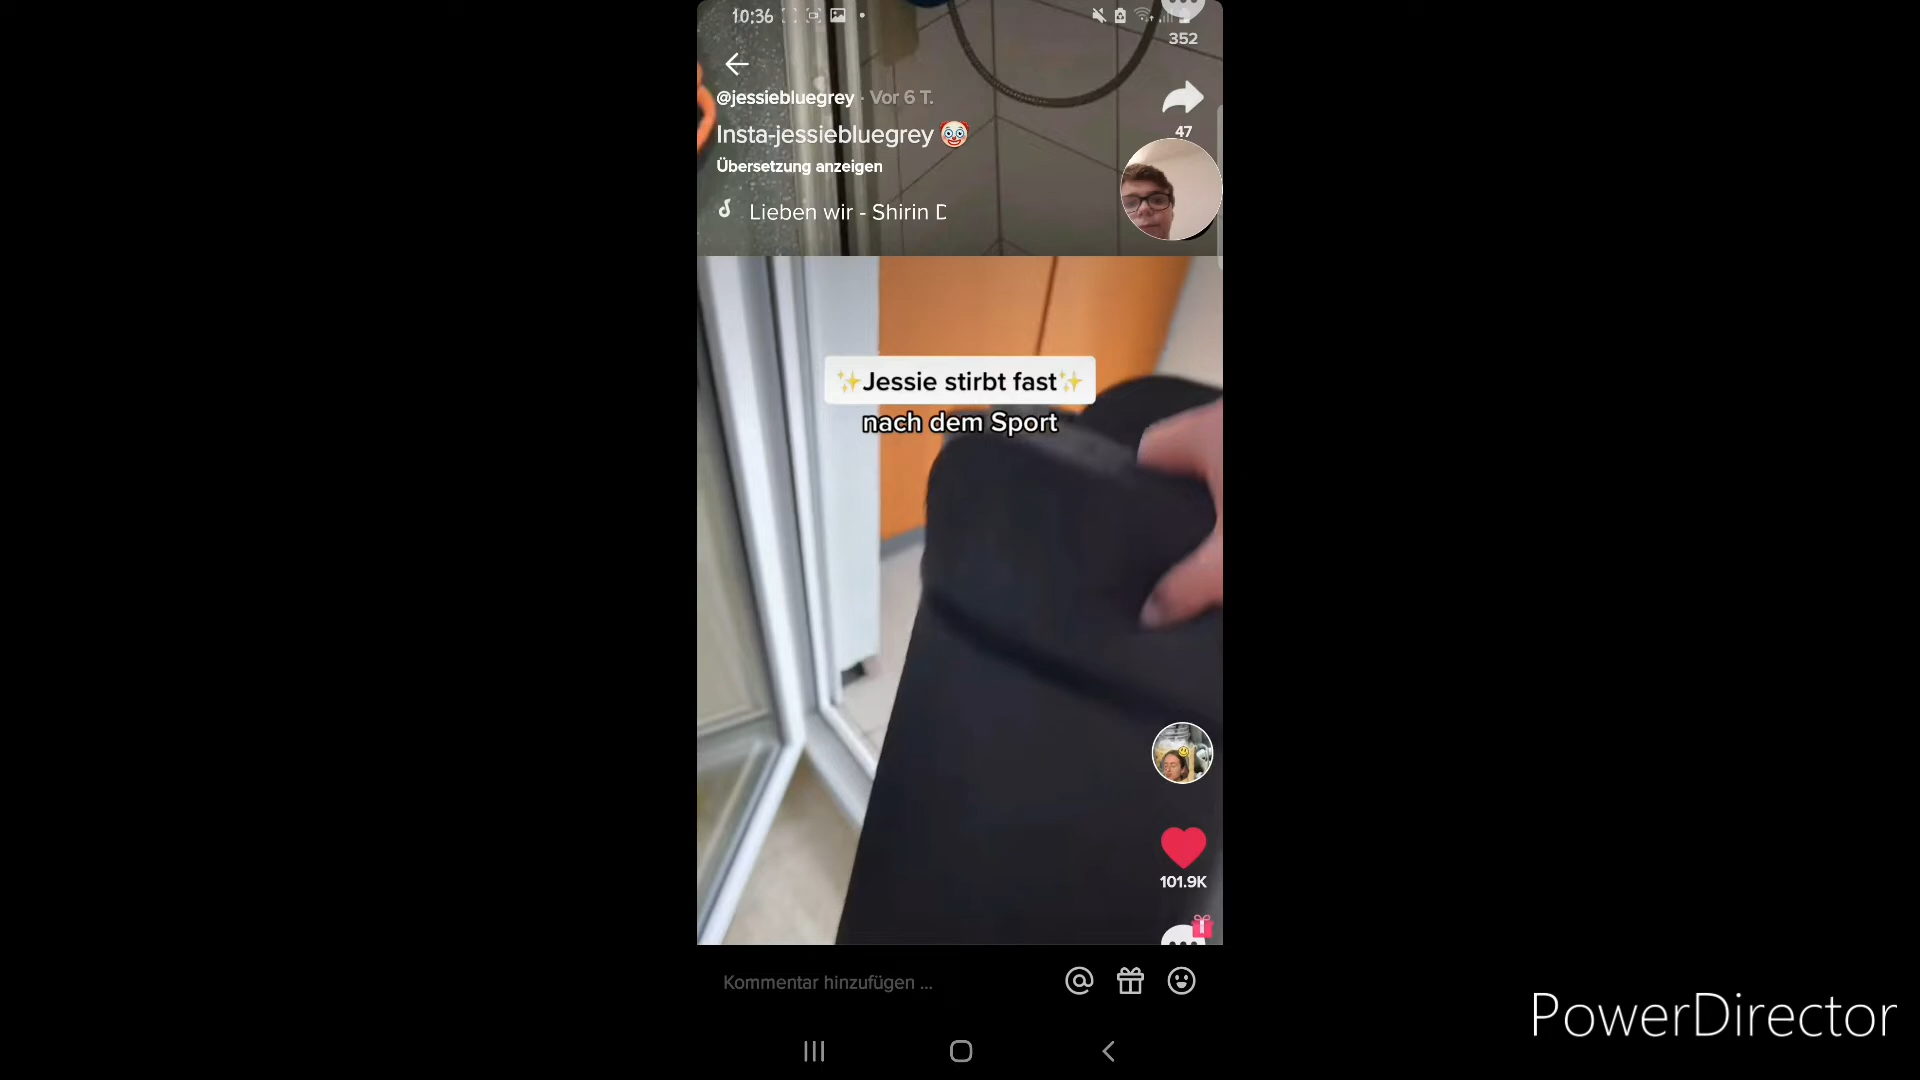 10:36
352
@jessiebluegrey · Vor 6 T.
47
Insta-jessiebluegrey 🤡
Übersetzung anzeigen
Lieben wir - Shirin D
✨Jessie stirbt fast✨
nach dem Sport
101.9K
Kommentar hinzufügen ...
PowerDirector